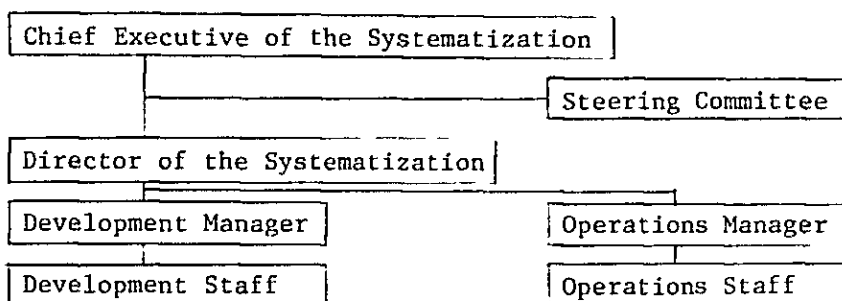 Chief Executive of the Systematization
Steering Committee
Director of the Systematization
Development Manager
Operations Manager
Development Staff
Operations Staff